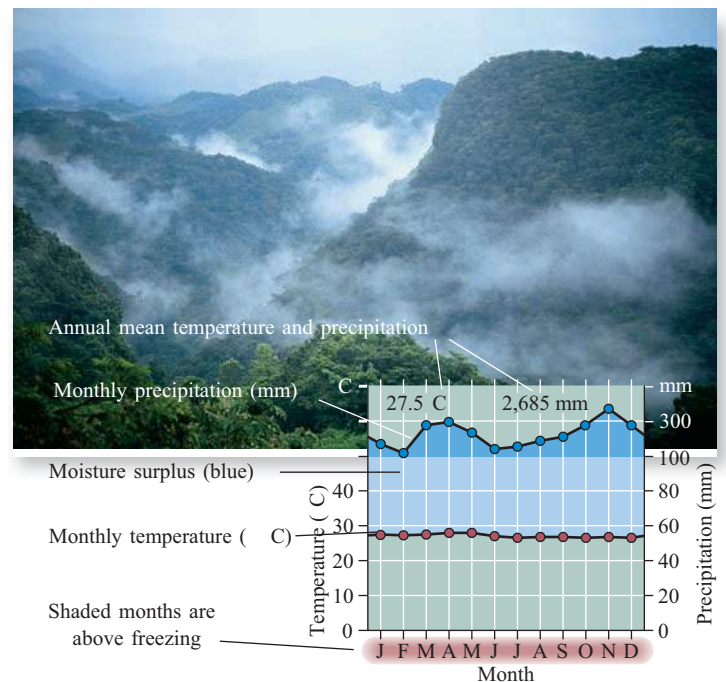 Annual mean temperature and precipitation
Monthly precipitation (mm)
C
mm
27.5 C
2,685 mm
300
Moisture surplus (blue)
100
40
80
Monthly temperature ( C)
30
60
20
40
10
20
0
0
Temperature ( C)
Precipitation (mm)
Shaded months are
above freezing
J F M A M J J A S O N D
Month